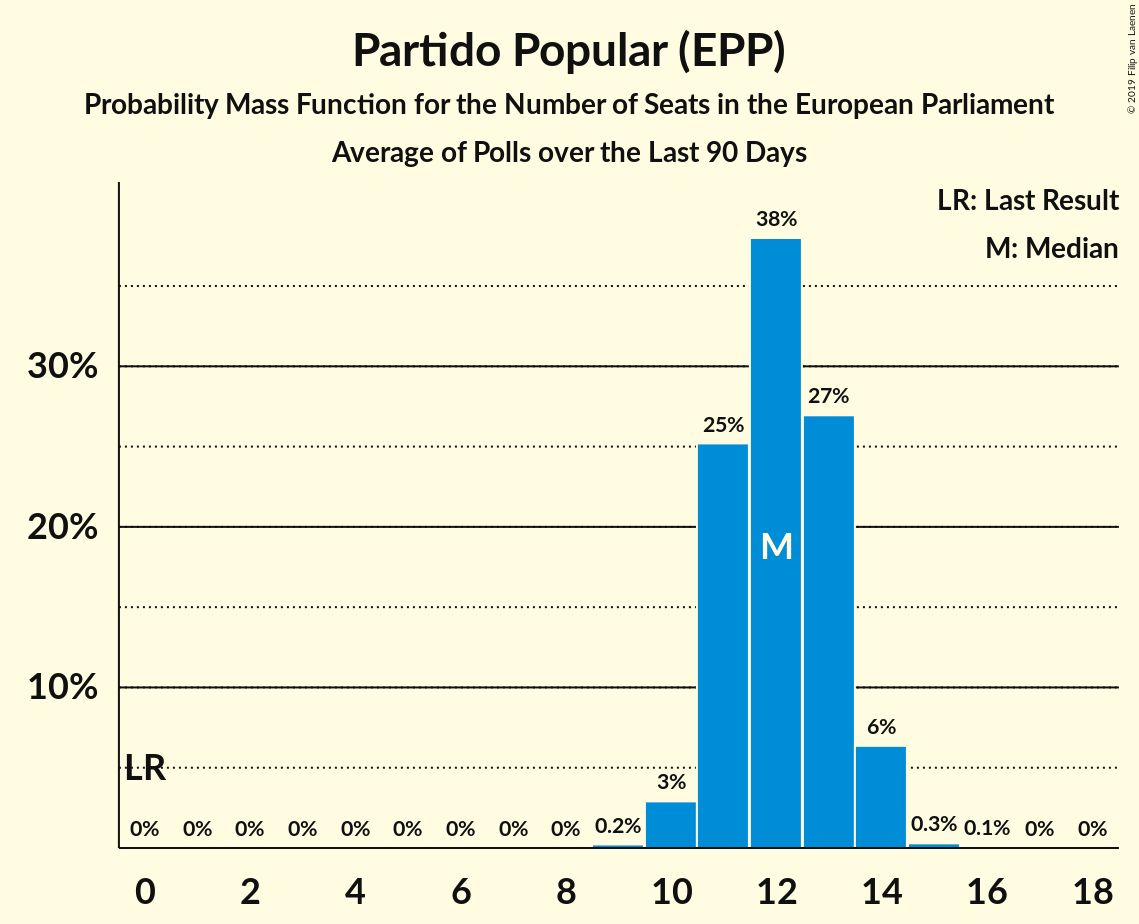 Partido Popular (EPP)
Probability Mass Function for the Number of Seats in the European Parliament
Average of Polls over the Last 90 Days
© 2019 Filip van Laenen
LR: Last Result
M: Median
38%
30%
27%
25%
20%
M
10%
6%
LR
3%
0% 0% 0% 0% 0% 0% 0% 0% 0% 0.2% 0.3% 0.1% 0% 0%
0 2 4 6 8 10 12 14 16 18